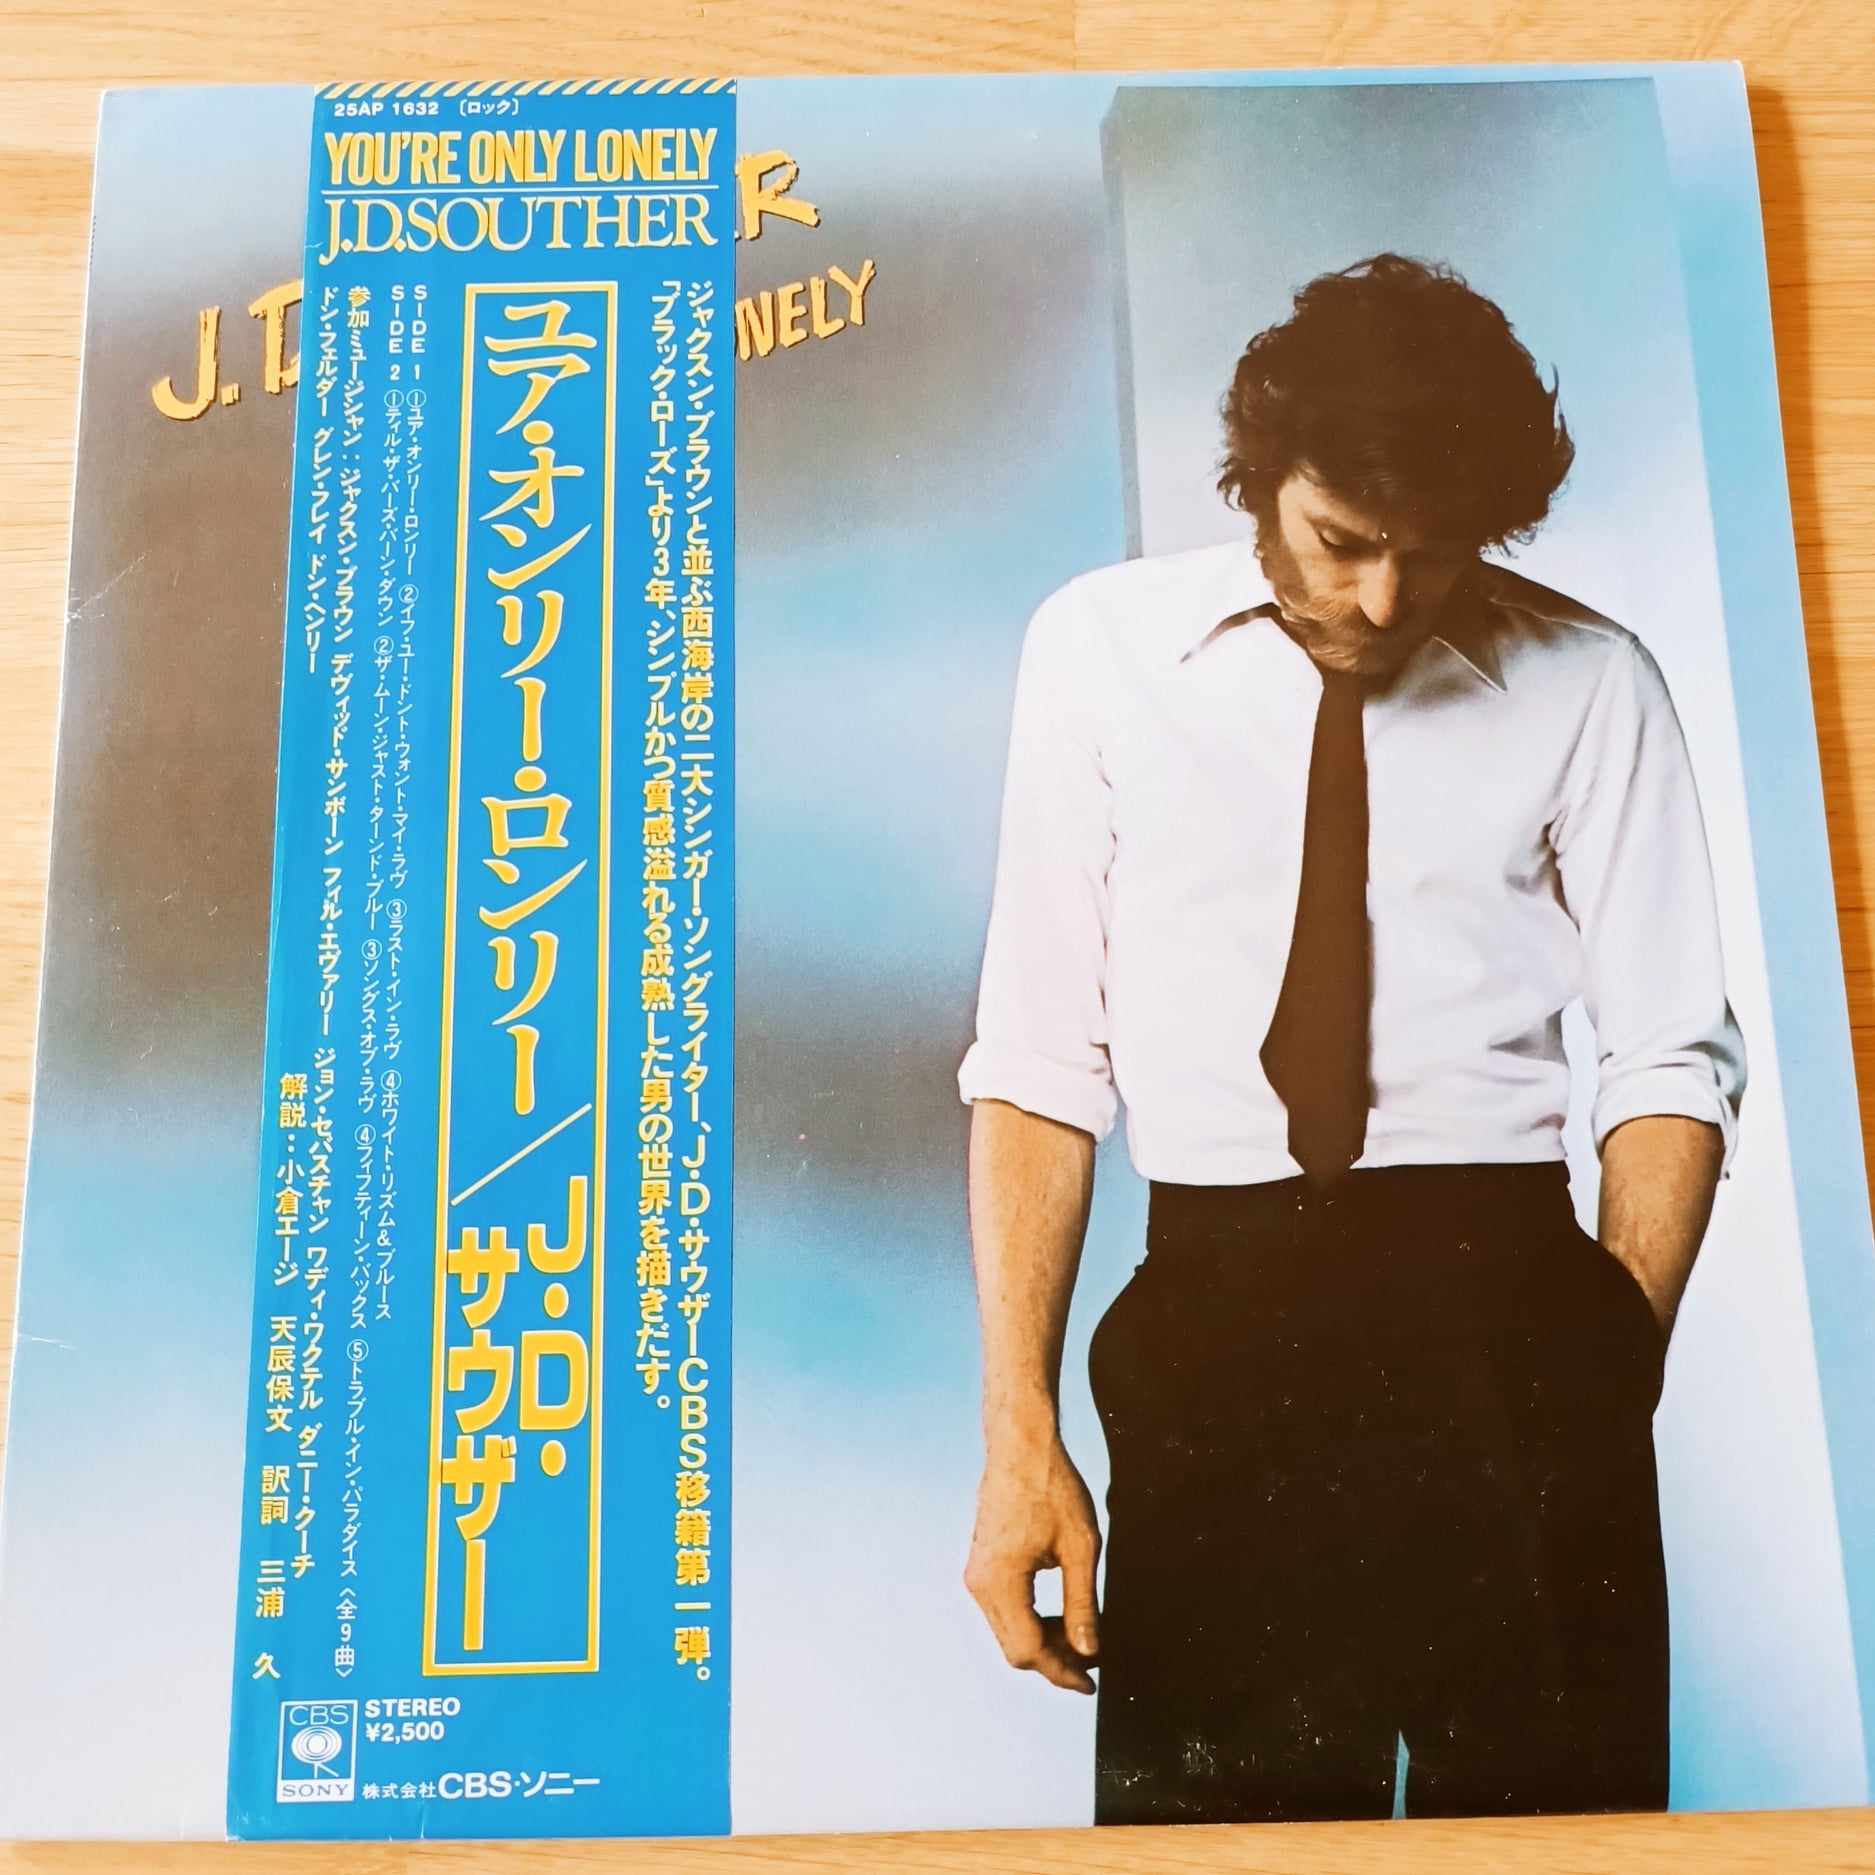 25AP 1632 〔ロック〕
YOU'RE ONLY LONELY
J.D.SOUTHER
J.D
ER
ONELY
ジャクスン・ブラウンと並ぶ西海岸の二大シンガー・ソングライター、J・D・サウザーCBS移籍第一弾。
「ブラック・ローズ」より3年、シンプルかつ質感溢れる成熟した男の世界を描きだす。
ユア・オンリー・ロンリー／J・D・サウザー
SIDE 1 ①ユア・オンリー・ロンリー ②イフ・ユー・ドント・ウォント・マイ・ラヴ ③ラスト・イン・ラヴ ④ホワイト・リズム&ブルース
SIDE 2 ①ティル・ザ・バーズ・バーン・ダウン ②ザ・ムーン・ジャスト・ターンド・ブルー ③ソングス・オブ・ラヴ ④フィフティーン・バックス ⑤トラブル・イン・パラダイス〈全9曲〉
参加ミュージシャン：ジャクスン・ブラウン デヴィッド・サンボーン フィル・エヴァリー ジョン・セバスチャン ワディ・ワクテル ダニー・クーチ
ドン・フェルダー グレン・フレイ ドン・ヘンリー
解説：小倉エージ 天辰保文 訳詞 三浦 久
CBS
SONY
STEREO
¥2,500
株式会社CBS・ソニー